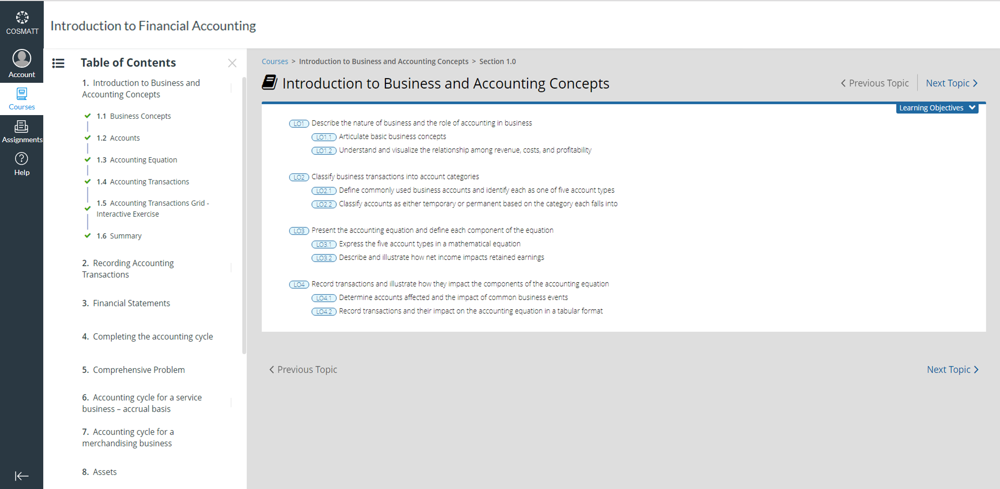 COSMATT
Account
Courses
Assignments
Help
Introduction to Financial Accounting
Table of Contents
1. Introduction to Business and
Accounting Concepts
1.1 Business Concepts
1.2 Accounts
1.3 Accounting Equation
1.4 Accounting Transactions
1.5 Accounting Transactions Grid -
Interactive Exercise
1.6 Summary
2. Recording Accounting
Transactions
3. Financial Statements
4. Completing the accounting cycle
5. Comprehensive Problem
6. Accounting cycle for a service
business – accrual basis
7. Accounting cycle for a
merchandising business
8. Assets
Courses > Introduction to Business and Accounting Concepts > Section 1.0
Introduction to Business and Accounting Concepts
Previous Topic
Next Topic
Learning Objectives
LO1 Describe the nature of business and the role of accounting in business
LO1.1 Articulate basic business concepts
LO1.2 Understand and visualize the relationship among revenue, costs, and profitability
LO2 Classify business transactions into account categories
LO2.1 Define commonly used business accounts and identify each as one of five account types
LO2.2 Classify accounts as either temporary or permanent based on the category each falls into
LO3 Present the accounting equation and define each component of the equation
LO3.1 Express the five account types in a mathematical equation
LO3.2 Describe and illustrate how net income impacts retained earnings
LO4 Record transactions and illustrate how they impact the components of the accounting equation
LO4.1 Determine accounts affected and the impact of common business events
LO4.2 Record transactions and their impact on the accounting equation in a tabular format
Previous Topic
Next Topic